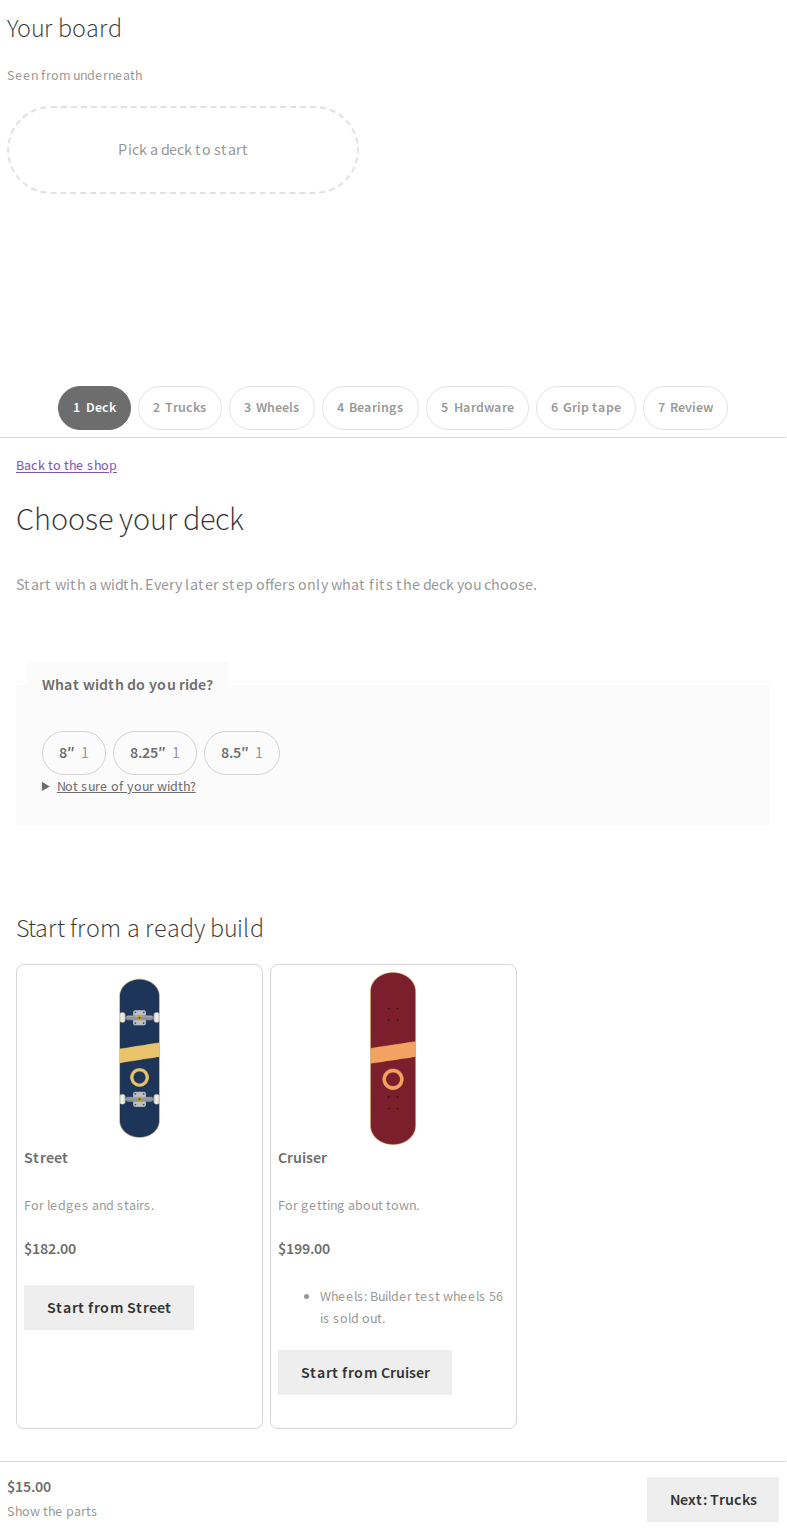 Your board
Seen from underneath
Pick a deck to start
1 Deck
2 Trucks
3 Wheels
4 Bearings
5 Hardware
6 Grip tape
7 Review
Back to the shop
Choose your deck
Start with a width. Every later step offers only what fits the deck you choose.
What width do you ride?
8″ 1
8.25″ 1
8.5″ 1
Not sure of your width?
Start from a ready build
Street
For ledges and stairs.
$182.00
Start from Street
Cruiser
For getting about town.
$199.00
Wheels: Builder test wheels 56
is sold out.
Start from Cruiser
$15.00
Show the parts
Next: Trucks